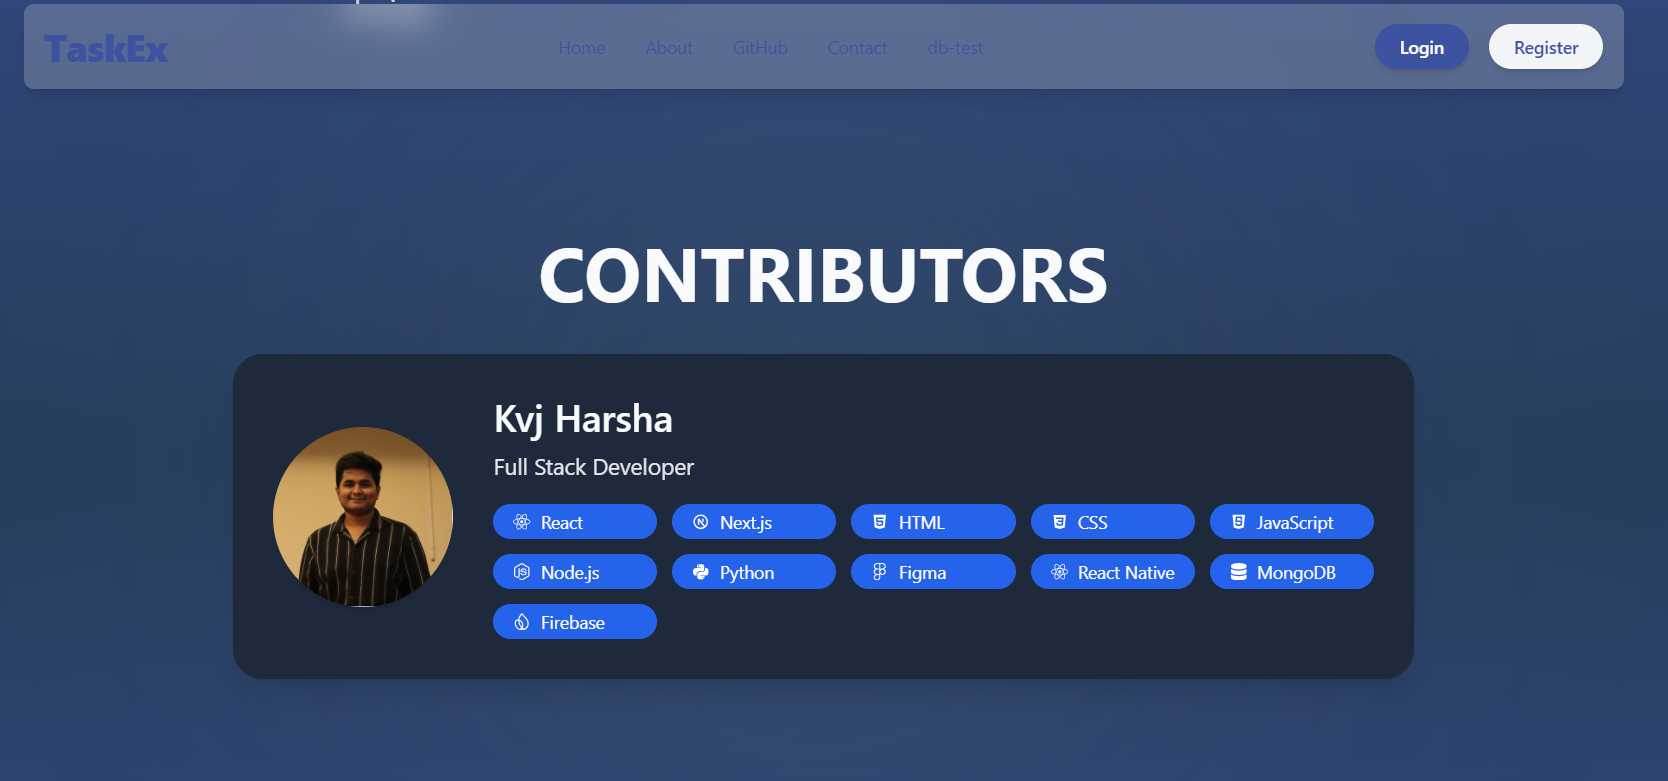 TaskEx Home About GitHub Contact db-test Login Register
CONTRIBUTORS
Kvj Harsha
Full Stack Developer
React Next.js HTML CSS JavaScript
Node.js Python Figma React Native MongoDB
Firebase